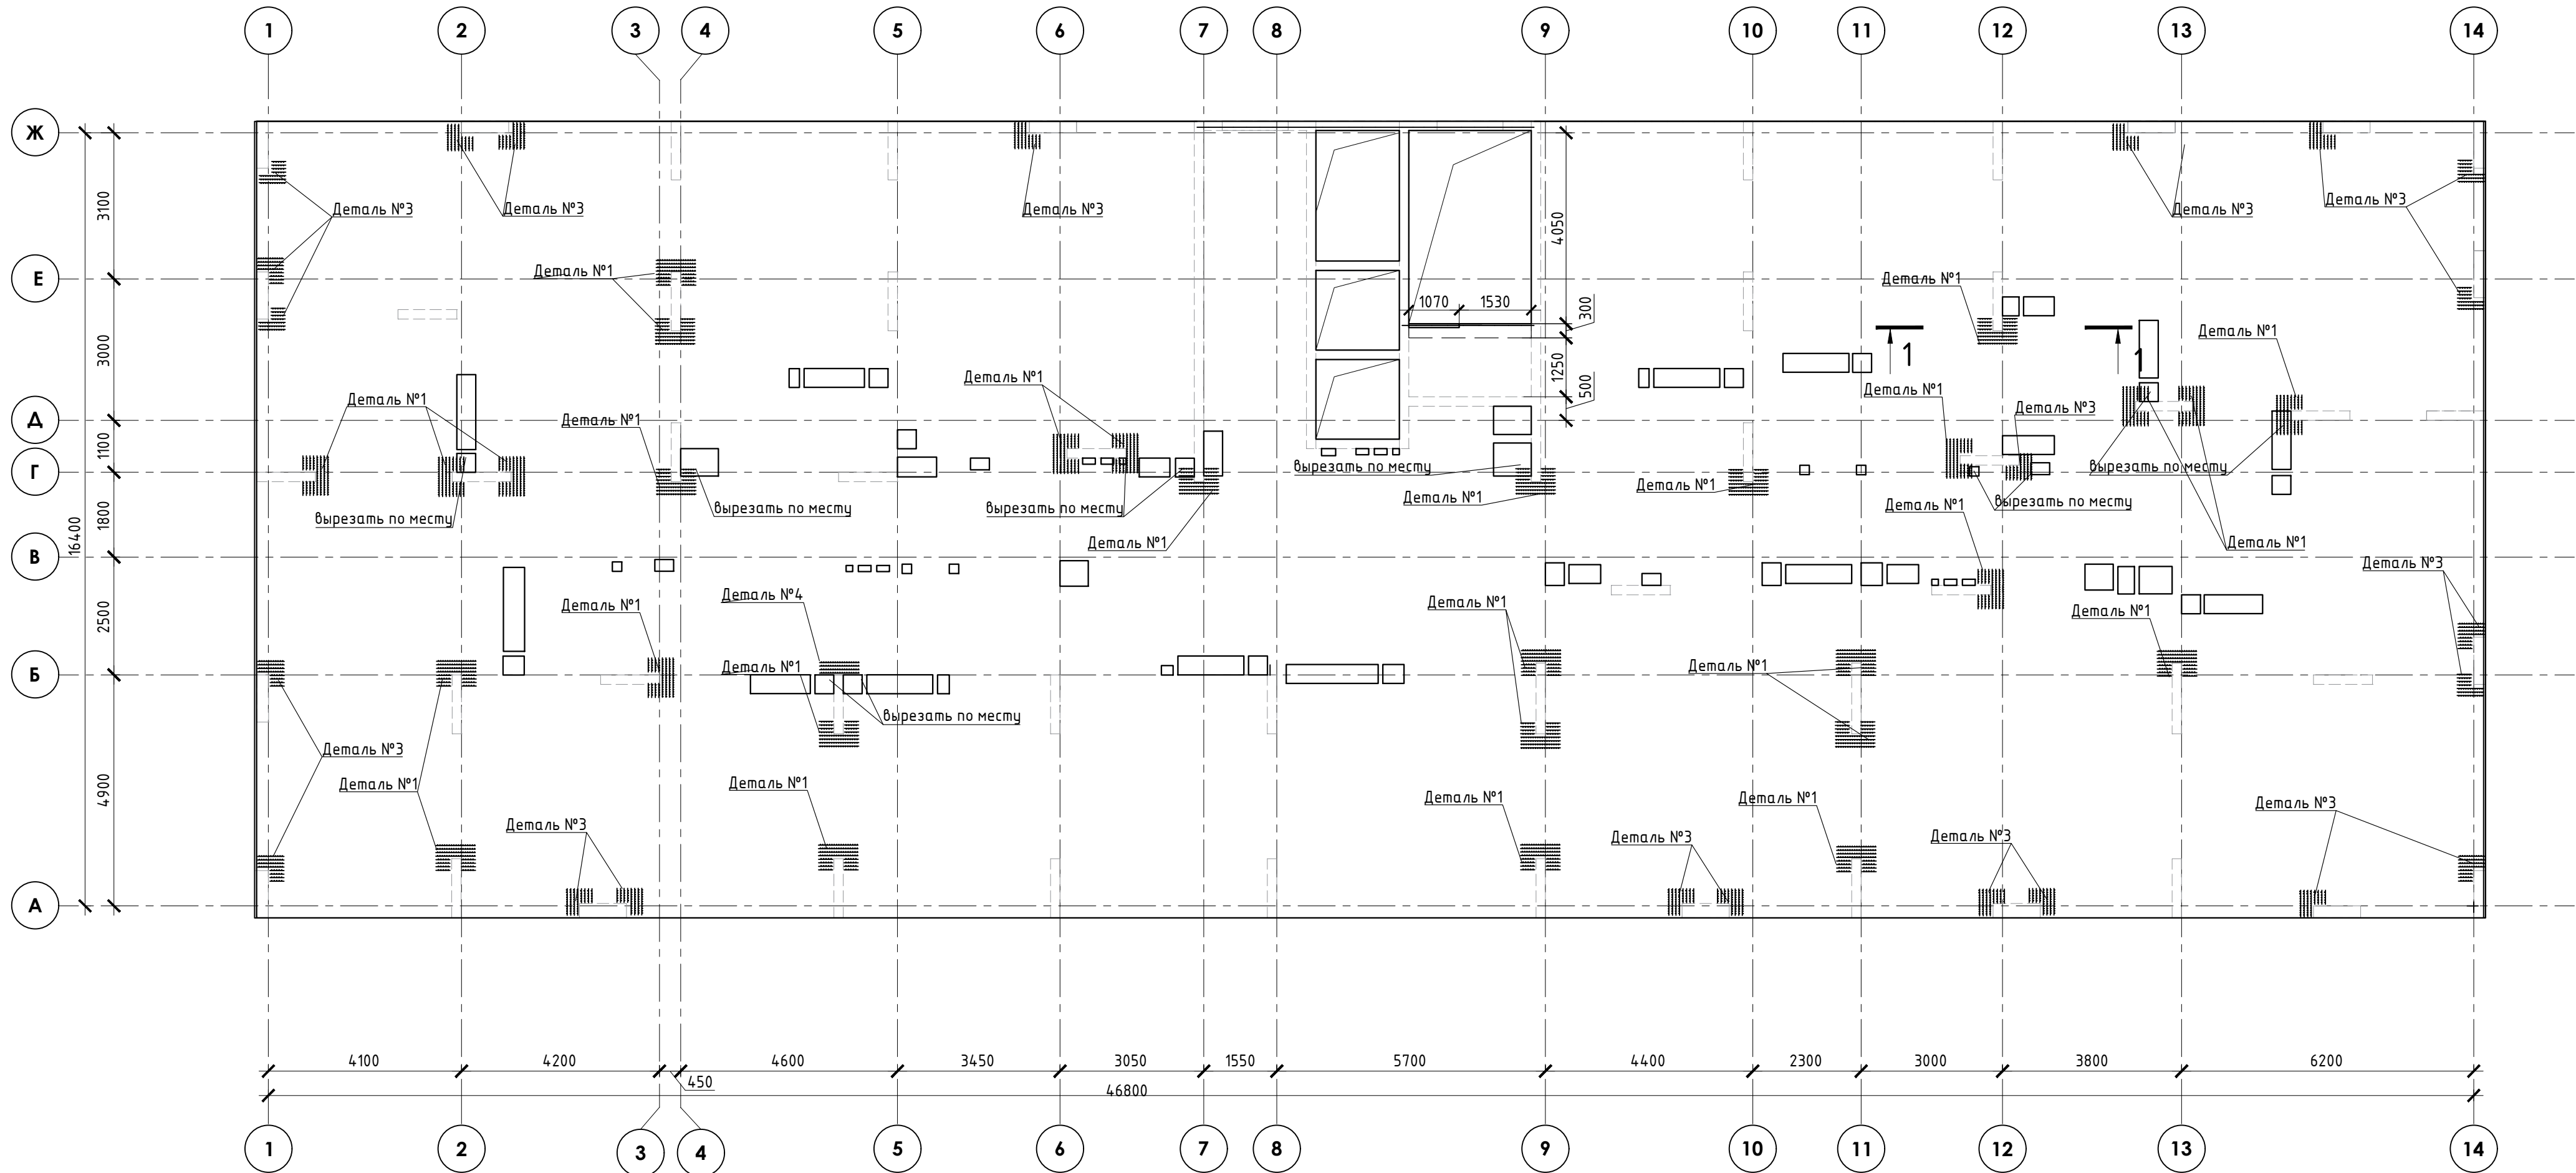 1 2 3 4 5 6 7 8 9 10 11 12 13 14
Ж
3100
Деталь №3
Деталь №3
Деталь №3
4050
Деталь №3
Деталь №3
Е
Деталь №1
Деталь №1
1070
1530
300
3000
1
1
Деталь №1
Деталь №1
Деталь №1
1250
500
Деталь №1
Деталь №3
Д
Деталь №1
1100
Г
вырезать по месту
вырезать по месту
вырезать по месту
вырезать по месту
Деталь №1
Деталь №1
вырезать по месту
вырезать по месту
Деталь №1
16400
1800
Деталь №1
Деталь №1
В
Деталь №3
2500
Деталь №1
Деталь №4
Деталь №1
Деталь №1
Б
Деталь №1
Деталь №1
вырезать по месту
Деталь №3
Деталь №1
4900
Деталь №1
Деталь №1
Деталь №1
Деталь №3
Деталь №3
Деталь №3
Деталь №3
А
4100 4200 450 4600 3450 3050 1550 5700 4400 2300 3000 3800 6200
46800
1 2 3 4 5 6 7 8 9 10 11 12 13 14